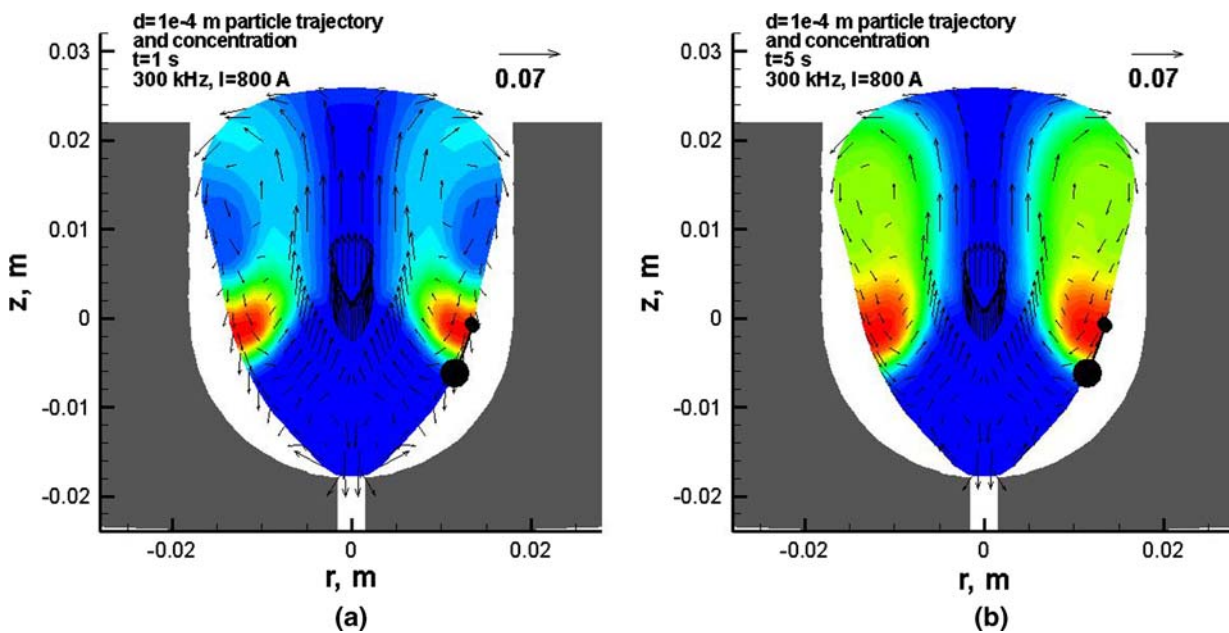 d=1e-4 m particle trajectory
and concentration
t=1 s
300 kHz, I=800 A
0.07
0.03
0.02
0.01
0
-0.01
-0.02
z, m
-0.02
0
0.02
r, m
(a)
d=1e-4 m particle trajectory
and concentration
t=5 s
300 kHz, I=800 A
0.07
0.03
0.02
0.01
0
-0.01
-0.02
z, m
-0.02
0
0.02
r, m
(b)